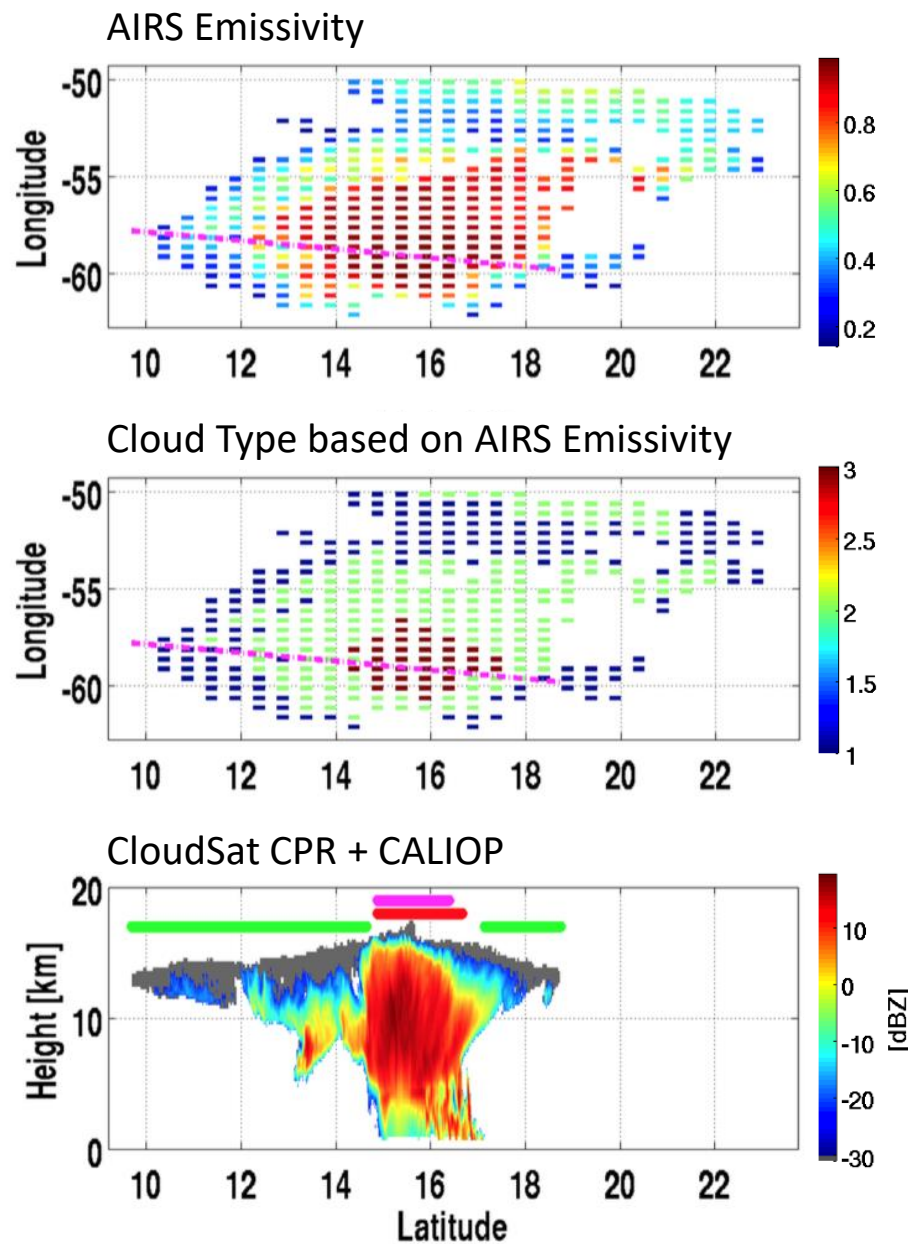 AIRS Emissivity
-50
-55
-60
Longitude
10 12 14 16 18 20 22
0.8
0.6
0.4
0.2
Cloud Type based on AIRS Emissivity
-50
-55
-60
Longitude
10 12 14 16 18 20 22
3
2.5
2
1.5
1
CloudSat CPR + CALIOP
20
10
0
Height [km]
10 12 14 16 18 20 22
Latitude
10
0
-10
-20
-30
[dBZ]